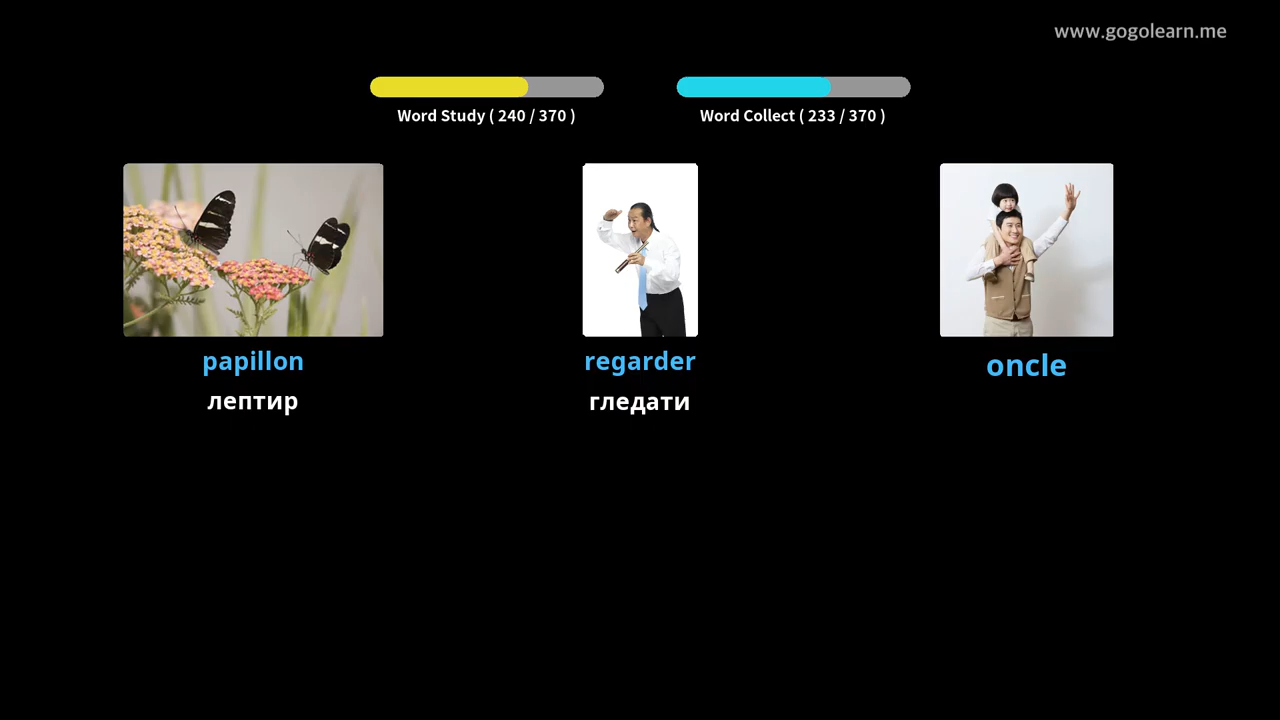 www.gogolearn.me
Word Study ( 240 / 370 )
Word Collect ( 233 / 370 )
papillon
regarder
oncle
лептир
гледати